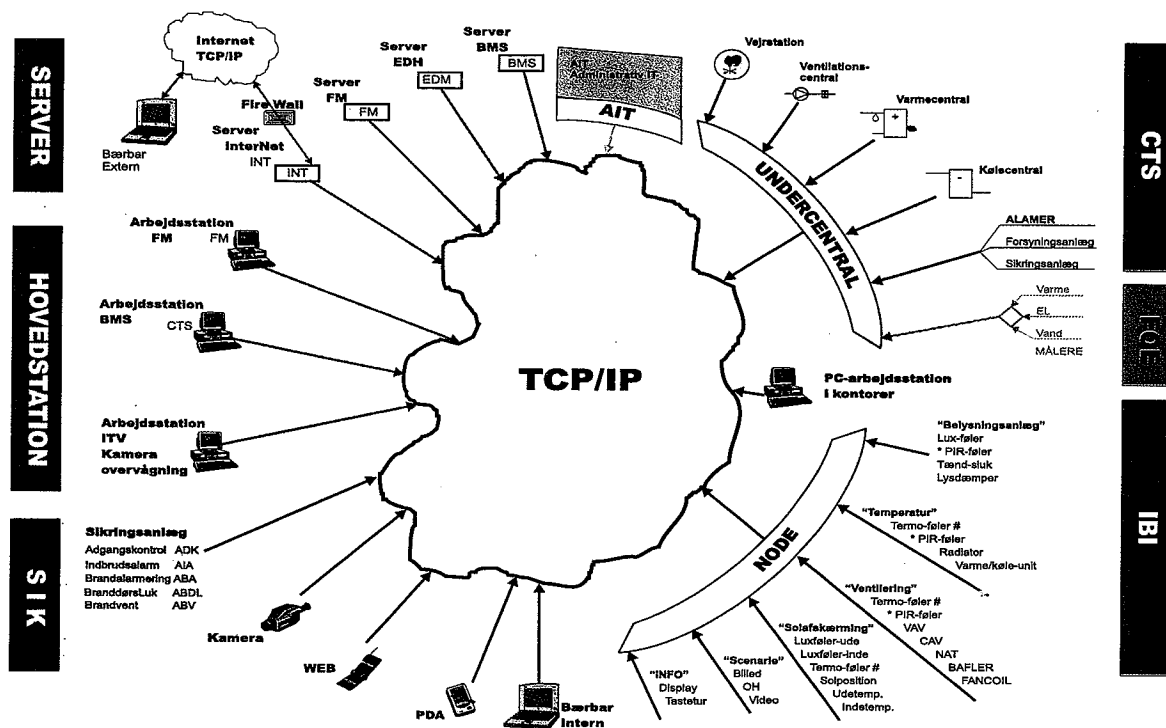 SERVER
HOVEDSTATION
S I K
Internet
TCP/IP
Bærbar
Extern
Fire Wall
Server
InterNet
INT
INT
Server
FM
FM
Server
EDH
EDM
Server
BMS
BMS
AIT
Administrativ IT
AIT
Vejrstation
Ventilations-
central
Varmecentral
+
Kølecentral
-
UNDERCENTRAL
ALAMER
Forsyningsanlæg
Sikringsanlæg
Varme
EL
Vand
MÅLERE
CTS
IBI
Arbejdsstation
FM FM
Arbejdsstation
BMS
CTS
Arbejdsstation
ITV
Kamera
overvågning
TCP/IP
PC-arbejdsstation
i kontorer
Sikringsanlæg
Adgangskontrol ADK
Indbrudsalarm AIA
Brandalarmering ABA
BranddørsLuk ABDL
Brandvent ABV
Kamera
WEB
PDA
Bærbar
Intern
NODE
"Belysningsanlæg"
Lux-føler
* PIR-føler
Tænd-sluk
Lysdæmper
"Temperatur"
Termo-føler #
* PIR-føler
Radiator
Varme/køle-unit
"Ventilering"
Termo-føler #
* PIR-føler
VAV
CAV
NAT
BAFLER
FANCOIL
"Solafskærming"
Luxføler-ude
Luxføler-inde
Termo-føler #
Solposition
Udetemp.
Indetemp.
"Scenarie"
Billed
OH
Video
"INFO"
Display
Tastetur